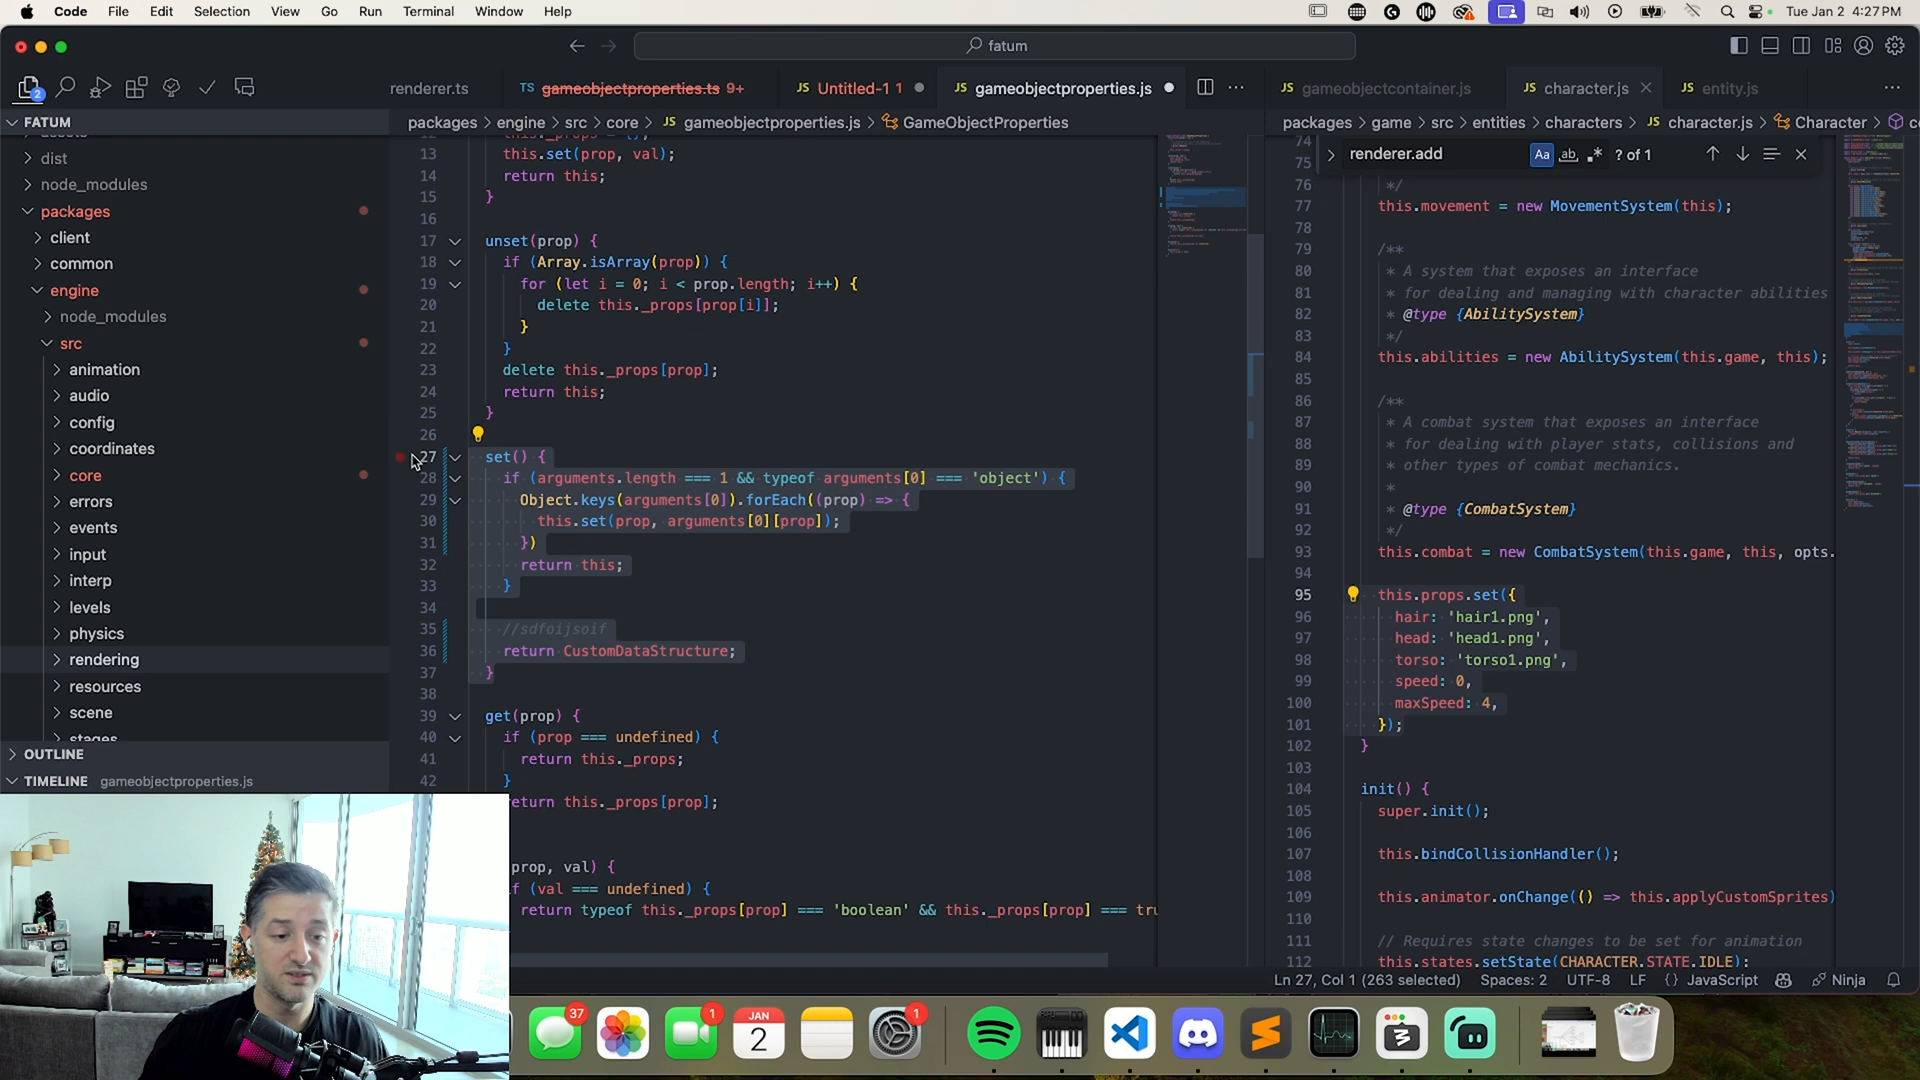 Code File Edit Selection View Go Run Terminal Window Help
Tue Jan 2 4:27 PM
fatum
2
renderer.ts
TS gameobjectproperties.ts 9+
JS Untitled-1 1
JS gameobjectproperties.js
JS gameobjectcontainer.js
JS character.js
JS entity.js
FATUM
dist
node_modules
packages
client
common
engine
node_modules
src
animation
audio
config
coordinates
core
errors
events
input
interp
levels
physics
rendering
resources
scene
stages
OUTLINE
TIMELINE gameobjectproperties.js
packages > engine > src > core > JS gameobjectproperties.js > GameObjectProperties
13 this.set(prop, val);
14 return this;
15 }
16
17 unset(prop) {
18 if (Array.isArray(prop)) {
19 for (let i = 0; i < prop.length; i++) {
20 delete this._props[prop[i]];
21 }
22 }
23 delete this._props[prop];
24 return this;
25 }
26
27 set() {
28 if (arguments.length === 1 && typeof arguments[0] === 'object') {
29 Object.keys(arguments[0]).forEach((prop) => {
30 this.set(prop, arguments[0][prop]);
31 })
32 return this;
33 }
34
35 //sdfoijsoif
36 return CustomDataStructure;
37 }
38
39 get(prop) {
40 if (prop === undefined) {
41 return this._props;
42 }
return this._props[prop];
(prop, val) {
if (val === undefined) {
return typeof this._props[prop] === 'boolean' && this._props[prop] === tru
packages > game > src > entities > characters > JS character.js > Character >
renderer.add
Aa ab ? of 1
74
75
76 */
77 this.movement = new MovementSystem(this);
78
79 /**
80 * A system that exposes an interface
81 * for dealing and managing with character abilities
82 * @type {AbilitySystem}
83 */
84 this.abilities = new AbilitySystem(this.game, this);
85
86 /**
87 * A combat system that exposes an interface
88 * for dealing with player stats, collisions and
89 * other types of combat mechanics.
90 *
91 * @type {CombatSystem}
92 */
93 this.combat = new CombatSystem(this.game, this, opts.
94
95 this.props.set({
96 hair: 'hair1.png',
97 head: 'head1.png',
98 torso: 'torso1.png',
99 speed: 0,
100 maxSpeed: 4,
101 });
102 }
103
104 init() {
105 super.init();
106
107 this.bindCollisionHandler();
108
109 this.animator.onChange(() => this.applyCustomSprites)
110
111 // Requires state changes to be set for animation
112 this.states.setState(CHARACTER.STATE.IDLE);
Ln 27, Col 1 (263 selected) Spaces: 2 UTF-8 LF {} JavaScript Ninja
37
1
JAN
2
1